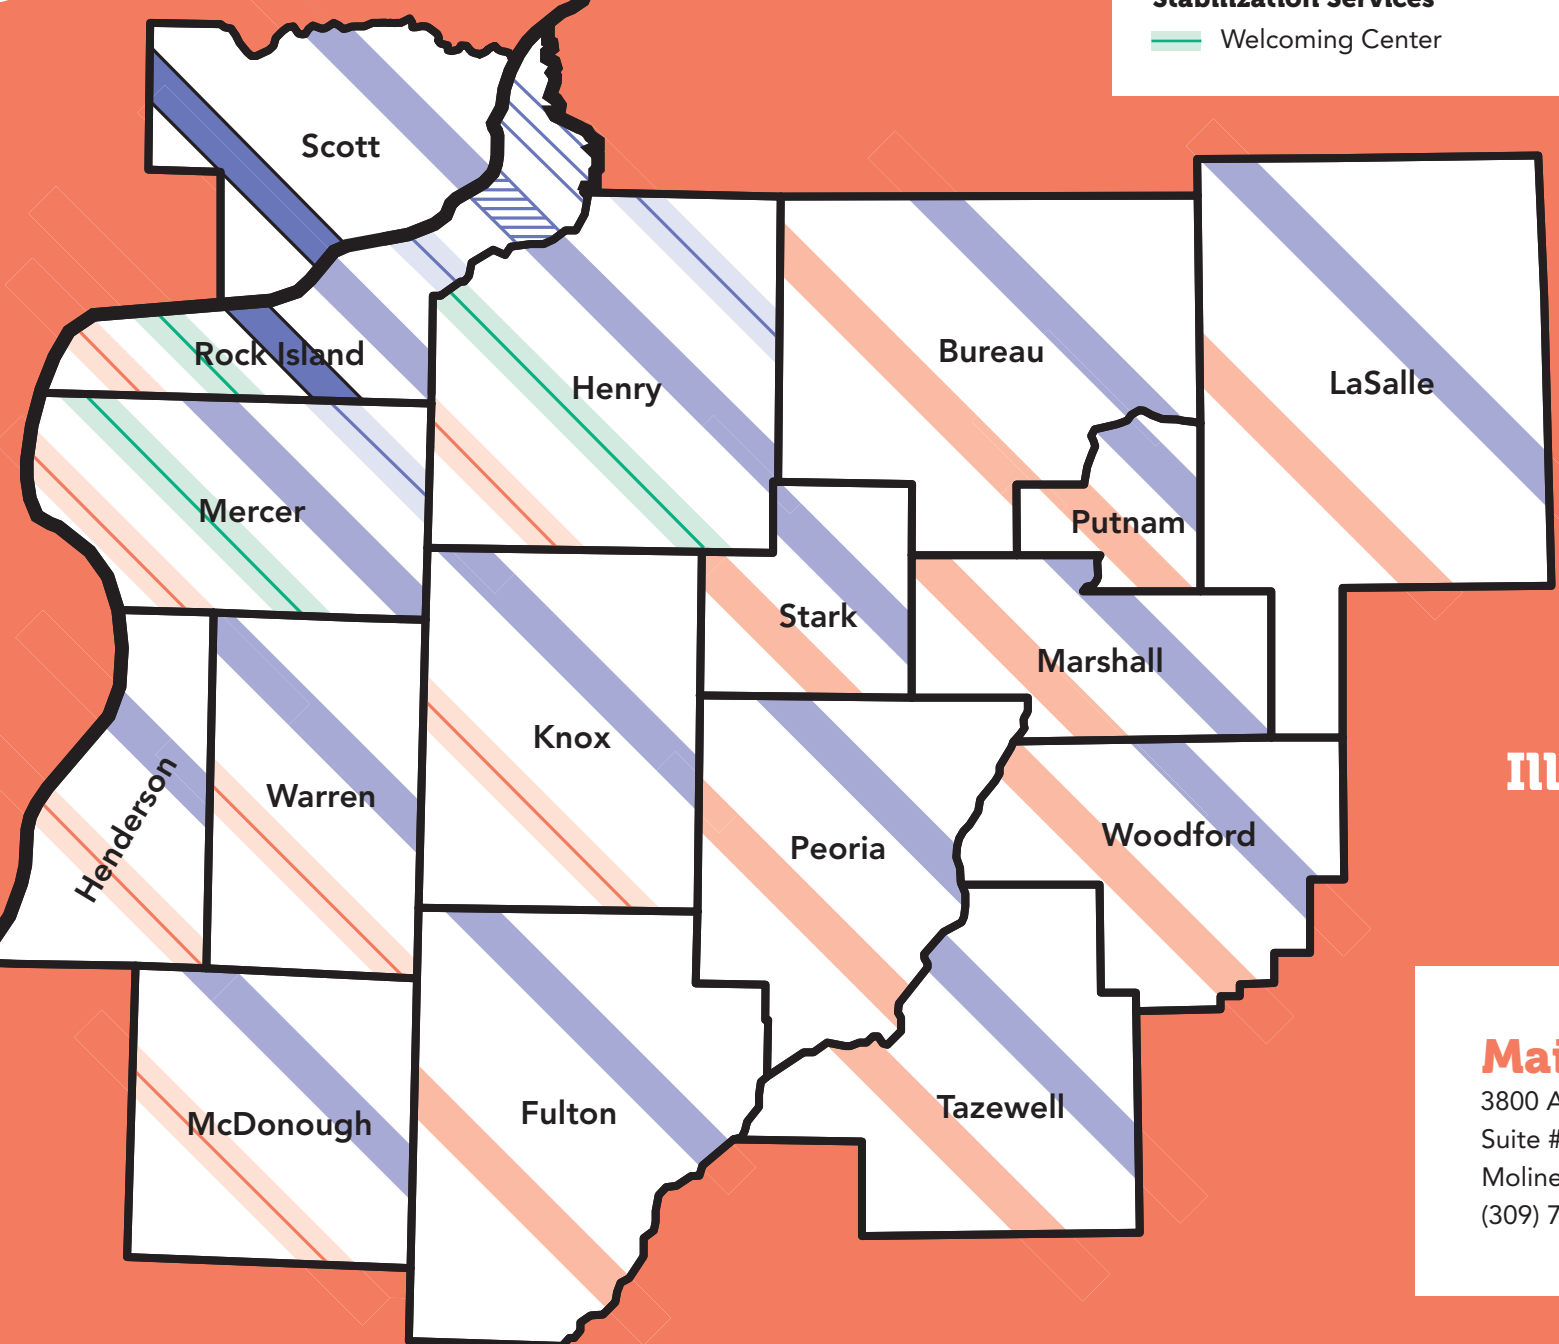 Stabilization Services
Welcoming Center
Scott
Rock Island
Henry
Bureau
LaSalle
Mercer
Putnam
Stark
Marshall
Knox
Henderson
Warren
Peoria
Woodford
Fulton
Tazewell
McDonough
Ill
Mai
3800 A
Suite #
Moline
(309) 7